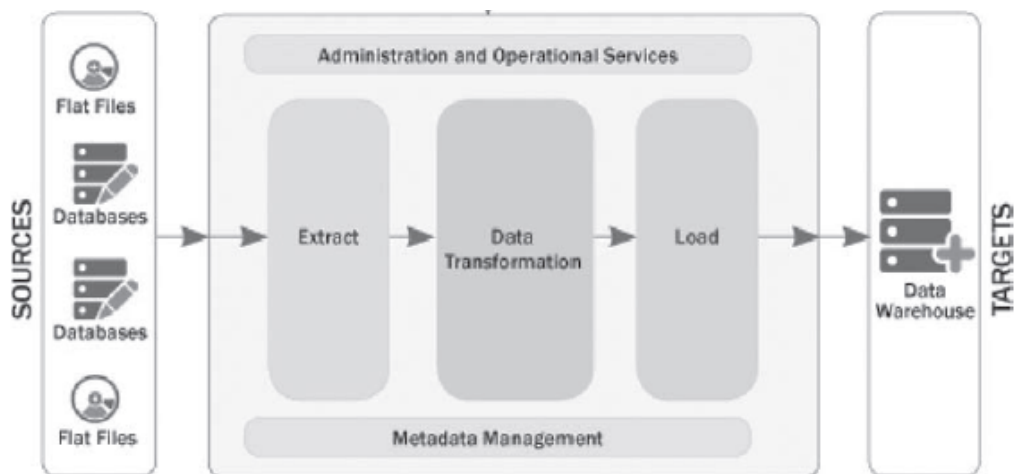 SOURCES
Flat Files
Databases
Databases
Flat Files
Administration and Operational Services
Extract
Data
Transformation
Load
Metadata Management
Data
Warehouse
TARGETS